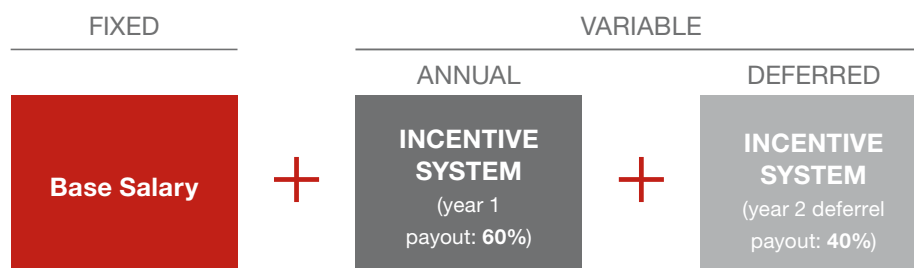 FIXED
VARIABLE
ANNUAL
DEFERRED
Base Salary
+
INCENTIVE
SYSTEM
(year 1
payout: 60%)
+
INCENTIVE
SYSTEM
(year 2 deferrel
payout: 40%)